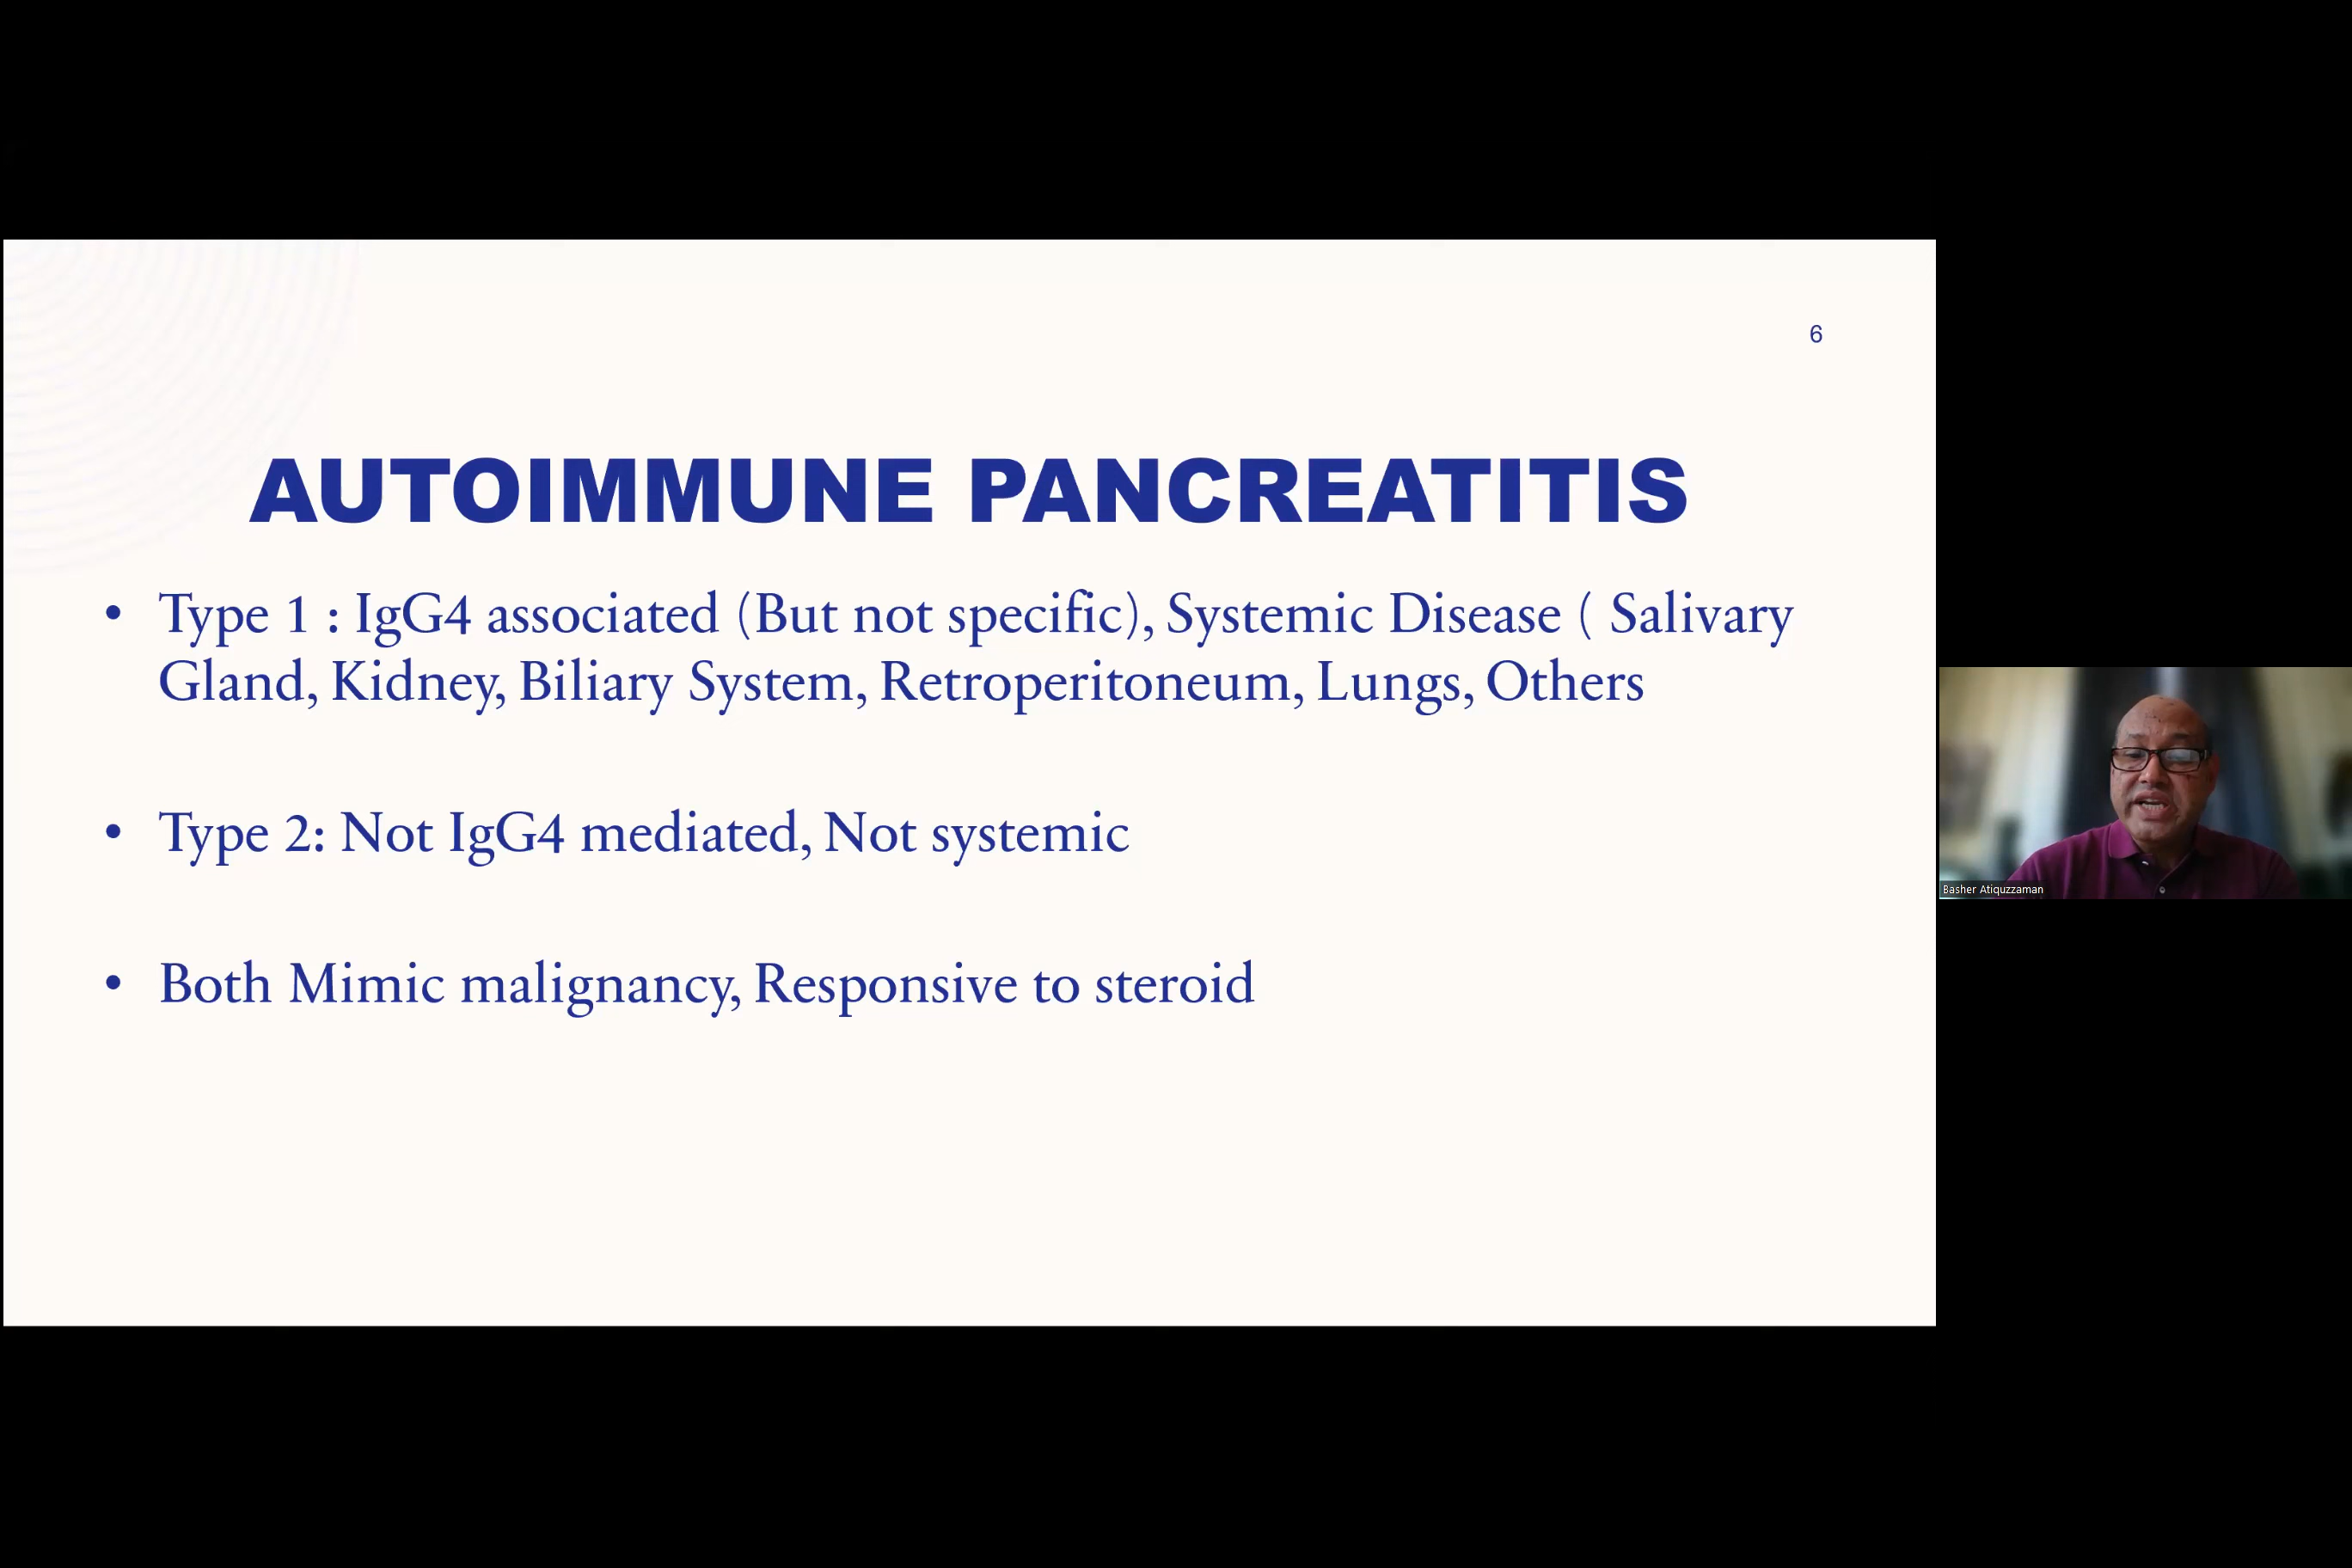 6
AUTOIMMUNE PANCREATITIS
• Type 1 : IgG4 associated (But not specific), Systemic Disease ( Salivary
Gland, Kidney, Biliary System, Retroperitoneum, Lungs, Others
• Type 2: Not IgG4 mediated, Not systemic
• Both Mimic malignancy, Responsive to steroid
Basher Atiquzzaman